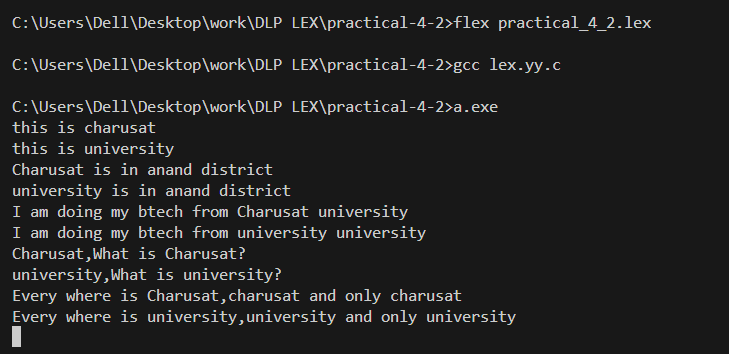 C:\Users\Dell\Desktop\work\DLP LEX\practical-4-2>flex practical_4_2.lex
C:\Users\Dell\Desktop\work\DLP LEX\practical-4-2>gcc lex.yy.c
C:\Users\Dell\Desktop\work\DLP LEX\practical-4-2>a.exe
this is charusat
this is university
Charusat is in anand district
university is in anand district
I am doing my btech from Charusat university
I am doing my btech from university university
Charusat,What is Charusat?
university,What is university?
Every where is Charusat,charusat and only charusat
Every where is university,university and only university